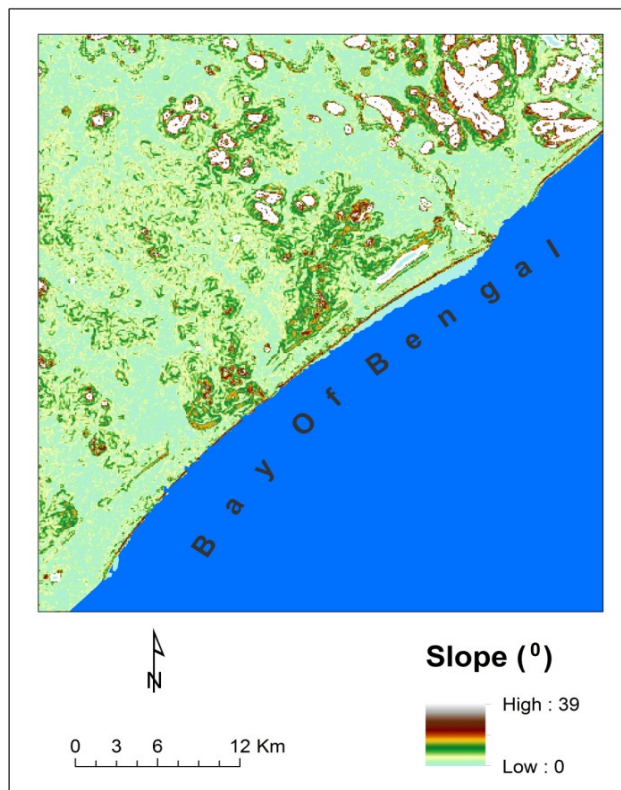 Bay Of Bengal
N
Slope (⁰)
High : 39
Low : 0
0 3 6 12 Km